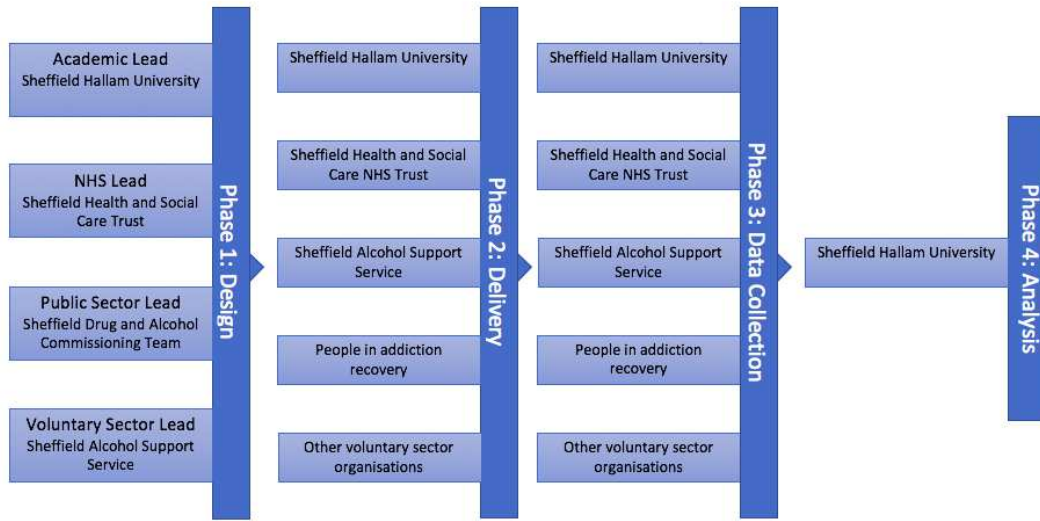 Academic Lead
Sheffield Hallam University
NHS Lead
Sheffield Health and Social
Care Trust
Public Sector Lead
Sheffield Drug and Alcohol
Commissioning Team
Voluntary Sector Lead
Sheffield Alcohol Support
Service
Phase 1: Design
Sheffield Hallam University
Sheffield Health and Social
Care NHS Trust
Sheffield Alcohol Support
Service
People in addiction
recovery
Other voluntary sector
organisations
Phase 2: Delivery
Sheffield Hallam University
Sheffield Health and Social
Care NHS Trust
Sheffield Alcohol Support
Service
People in addiction
recovery
Other voluntary sector
organisations
Phase 3: Data Collection
Sheffield Hallam University
Phase 4: Analysis